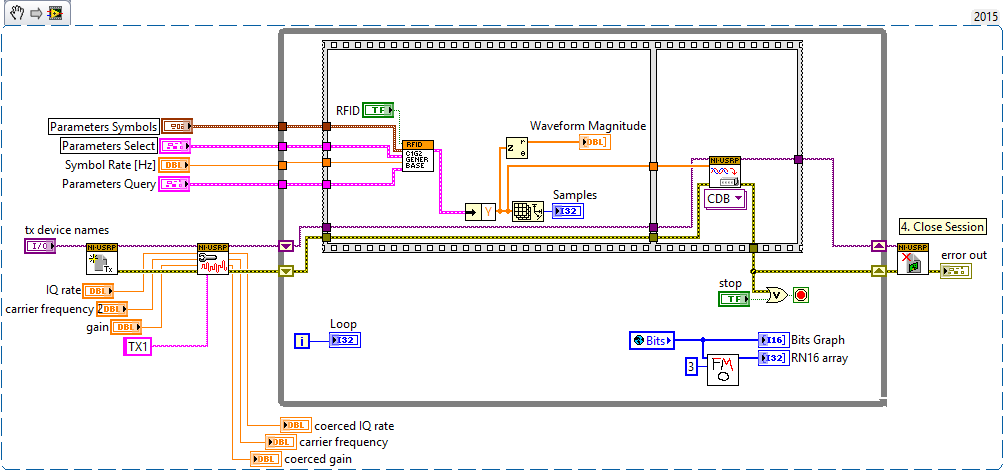 2015
RFID
TF
Parameters Symbols
Parameters Select
Symbol Rate [Hz]
DBL
Parameters Query
RFID
C1G2
GENER
BASE
Waveform Magnitude
DBL]
r
z
e
Y
Samples
I32
NI-USRP
CDB
tx device names
I/O
NI-USRP
Tx
NI-USRP
IQ rate
DBL
carrier frequency
DBL
gain
DBL
TX1
4. Close Session
NI-USRP
error out
stop
TF
V
Loop
i
I32
Bits
I16]
Bits Graph
I32]
RN16 array
3
FM
O
DBL
coerced IQ rate
DBL
carrier frequency
DBL
coerced gain